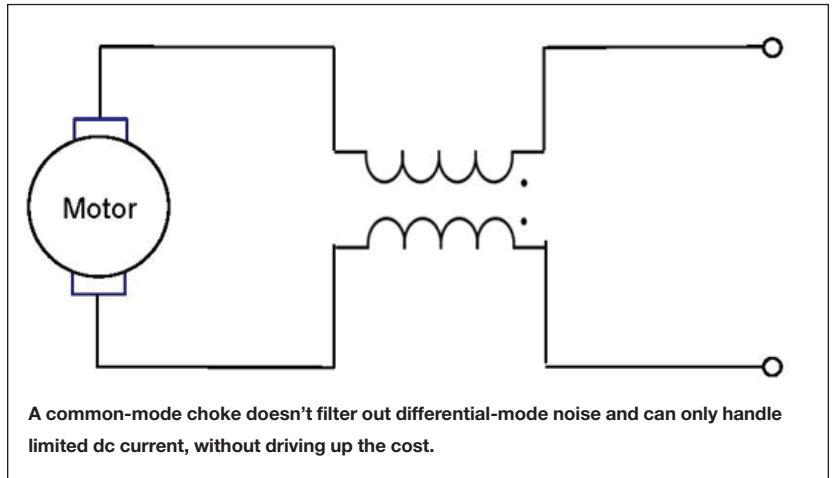 Motor
A common-mode choke doesn't filter out differential-mode noise and can only handle
limited dc current, without driving up the cost.